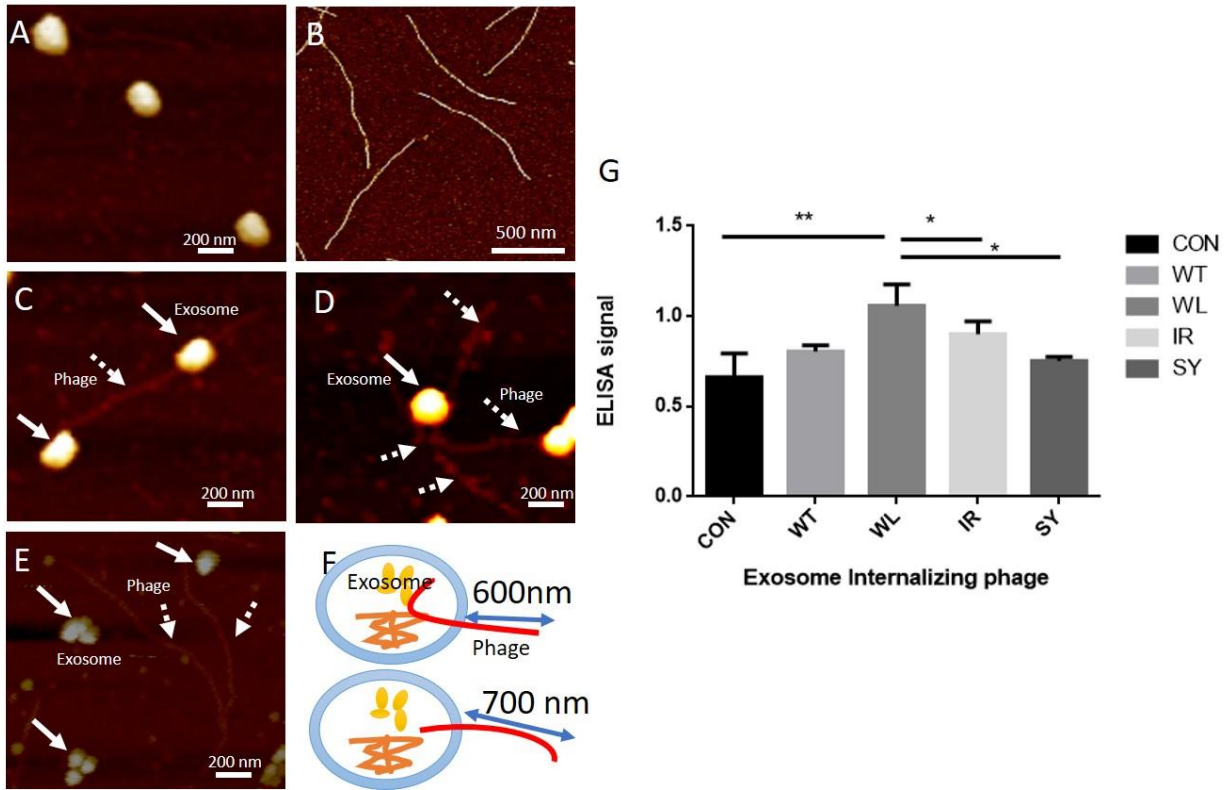 A
200 nm
B
500 nm
C
Exosome
Phage
200 nm
D
Exosome
Phage
200 nm
E
Phage
Exosome
200 nm
F
Exosome
600nm
Phage
700 nm
G
**
*
*
1.5
1.0
0.5
0.0
ELISA signal
CON
WT
WL
IR
SY
Exosome Internalizing phage
CON
WT
WL
IR
SY